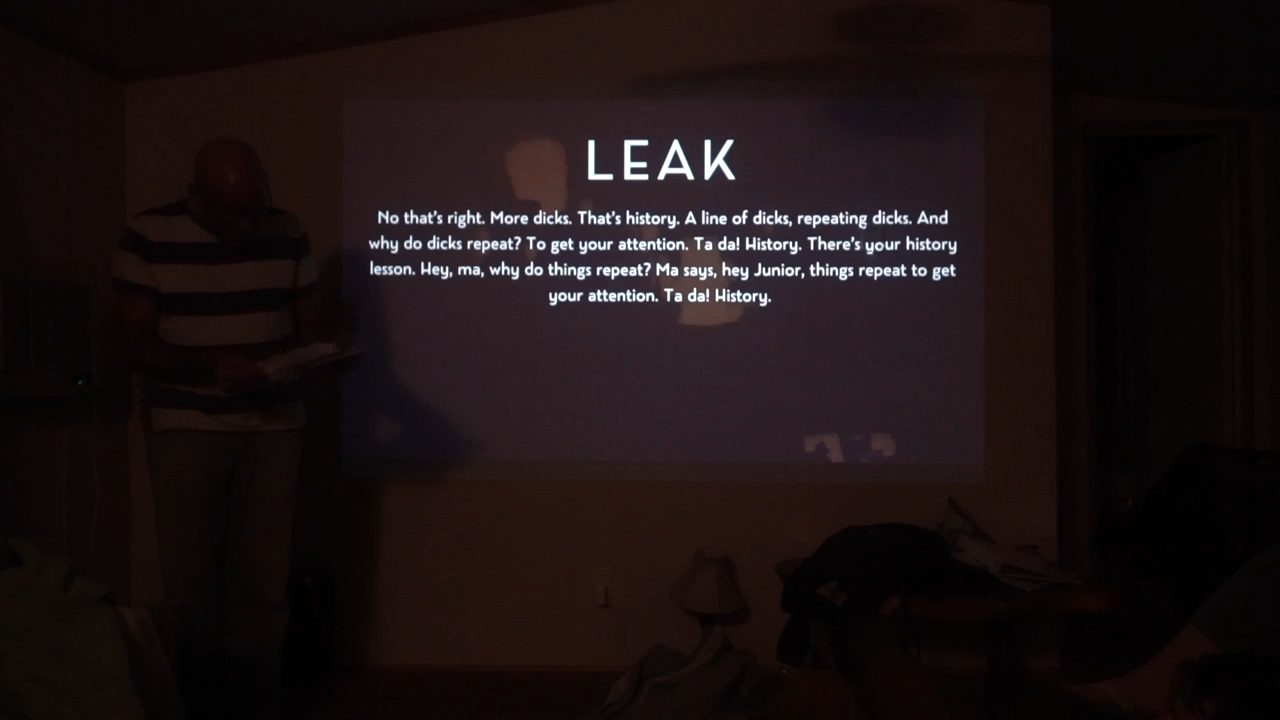 LEAK
No that's right. More dicks. That's history. A line of dicks, repeating dicks. And
why do dicks repeat? To get your attention. Ta da! History. There's your history
lesson. Hey, ma, why do things repeat? Ma says, hey Junior, things repeat to get
your attention. Ta da! History.